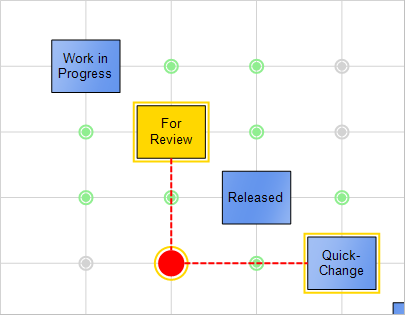 Work in
Progress
For
Review
Released
Quick-
Change